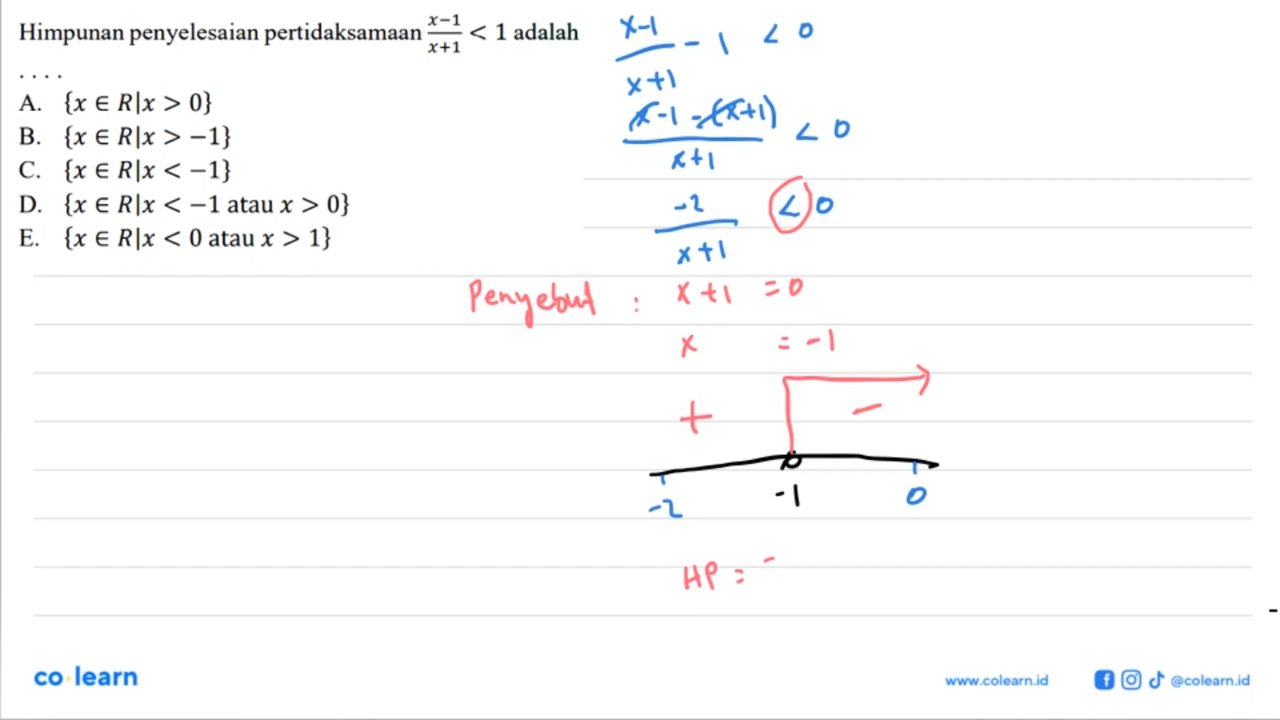 Himpunan penyelesaian pertidaksamaan (x−1)/(x+1) < 1 adalah
. . . .
A. {x ∈ R|x > 0}
B. {x ∈ R|x > −1}
C. {x ∈ R|x < −1}
D. {x ∈ R|x < −1 atau x > 0}
E. {x ∈ R|x < 0 atau x > 1}
(x-1)/(x+1) - 1 < 0
(x-1-(x+1))/(x+1) < 0
-2/(x+1) < 0
Penyebut : x+1 = 0
x = -1
+ -
-2 -1 0
HP =
co learn
www.colearn.id
@colearn.id